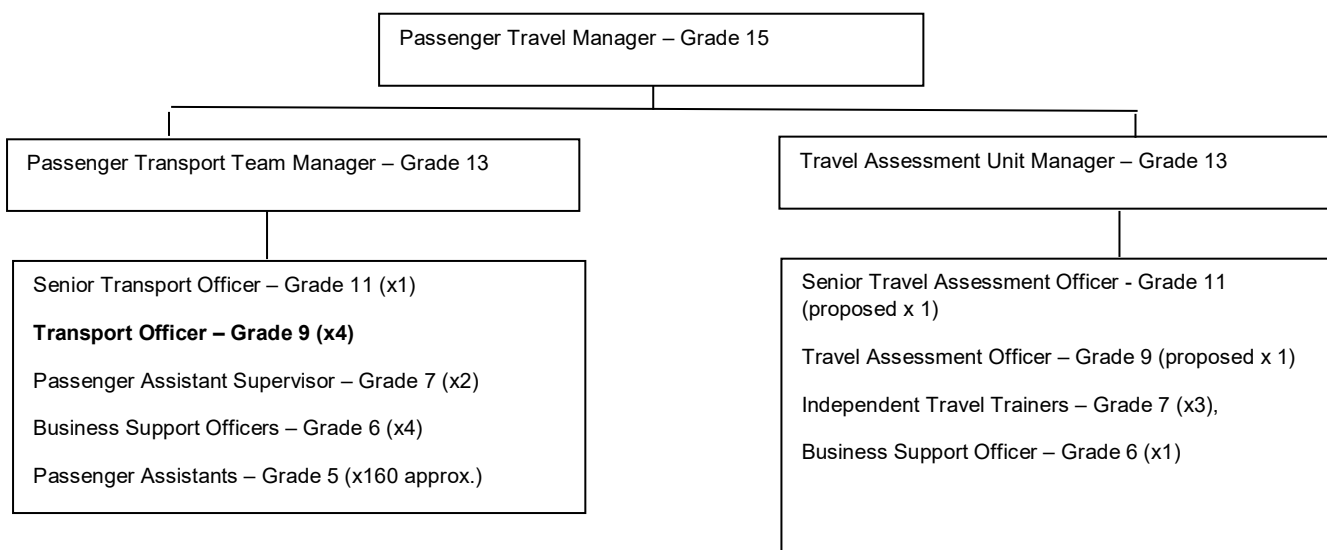 Passenger Travel Manager – Grade 15
Passenger Transport Team Manager – Grade 13
Travel Assessment Unit Manager – Grade 13
Senior Transport Officer – Grade 11 (x1)
Transport Officer – Grade 9 (x4)
Passenger Assistant Supervisor – Grade 7 (x2)
Business Support Officers – Grade 6 (x4)
Passenger Assistants – Grade 5 (x160 approx.)
Senior Travel Assessment Officer - Grade 11
(proposed x 1)
Travel Assessment Officer – Grade 9 (proposed x 1)
Independent Travel Trainers – Grade 7 (x3),
Business Support Officer – Grade 6 (x1)